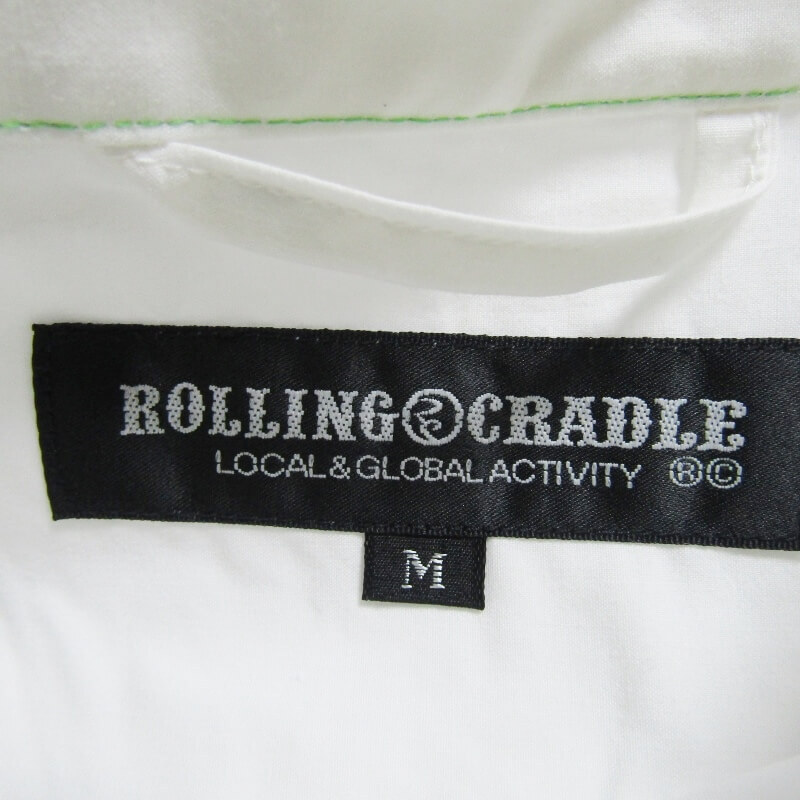 ROLLING CRADLE
LOCAL & GLOBAL ACTIVITY ®©
M